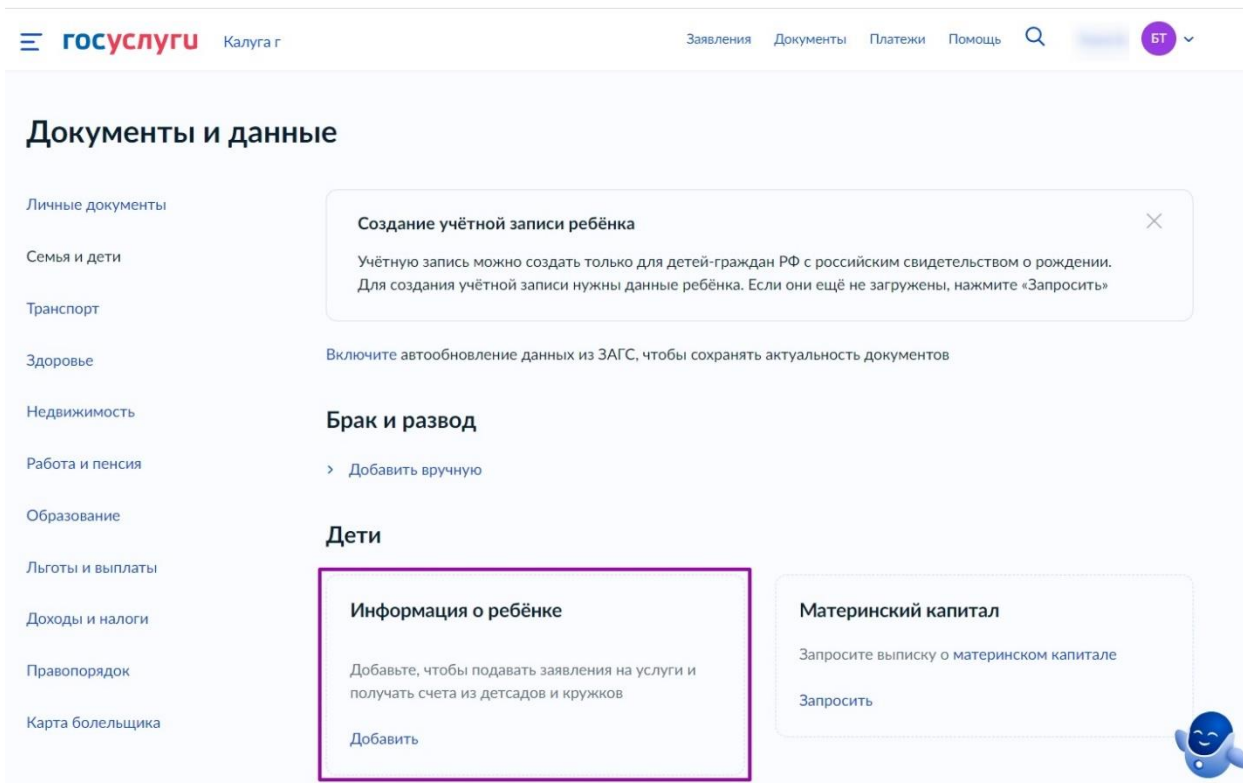 госуслуги Калуга г Заявления Документы Платежи Помощь БТ
Документы и данные
Личные документы
Семья и дети
Транспорт
Здоровье
Недвижимость
Работа и пенсия
Образование
Льготы и выплаты
Доходы и налоги
Правопорядок
Карта болельщика
Создание учётной записи ребёнка
Учётную запись можно создать только для детей-граждан РФ с российским свидетельством о рождении.
Для создания учётной записи нужны данные ребёнка. Если они ещё не загружены, нажмите «Запросить»
Включите автообновление данных из ЗАГС, чтобы сохранять актуальность документов
Брак и развод
Добавить вручную
Дети
Информация о ребёнке
Добавьте, чтобы подавать заявления на услуги и
получать счета из детсадов и кружков
Добавить
Материнский капитал
Запросите выписку о материнском капитале
Запросить